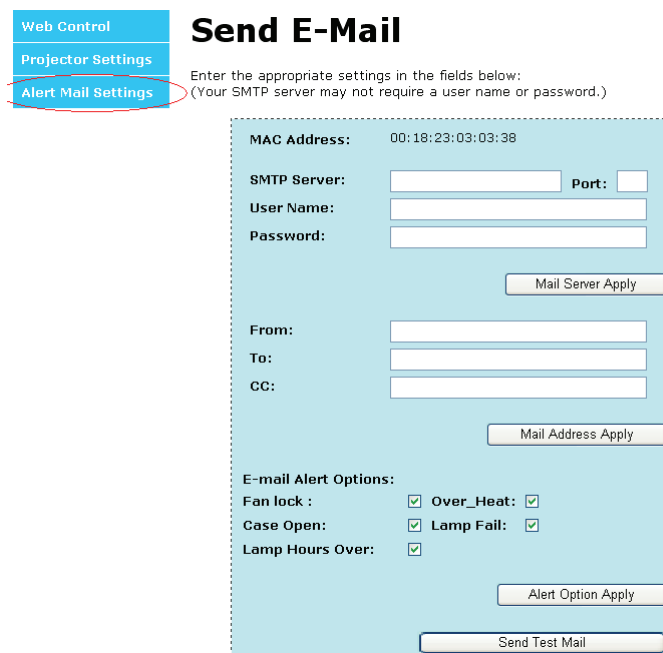 Web Control
Projector Settings
Alert Mail Settings
Send E-Mail
Enter the appropriate settings in the fields below:
(Your SMTP server may not require a user name or password.)
MAC Address: 00:18:23:03:03:38
SMTP Server: Port:
User Name:
Password:
Mail Server Apply
From:
To:
CC:
Mail Address Apply
E-mail Alert Options:
Fan lock : Over_Heat:
Case Open: Lamp Fail:
Lamp Hours Over:
Alert Option Apply
Send Test Mail